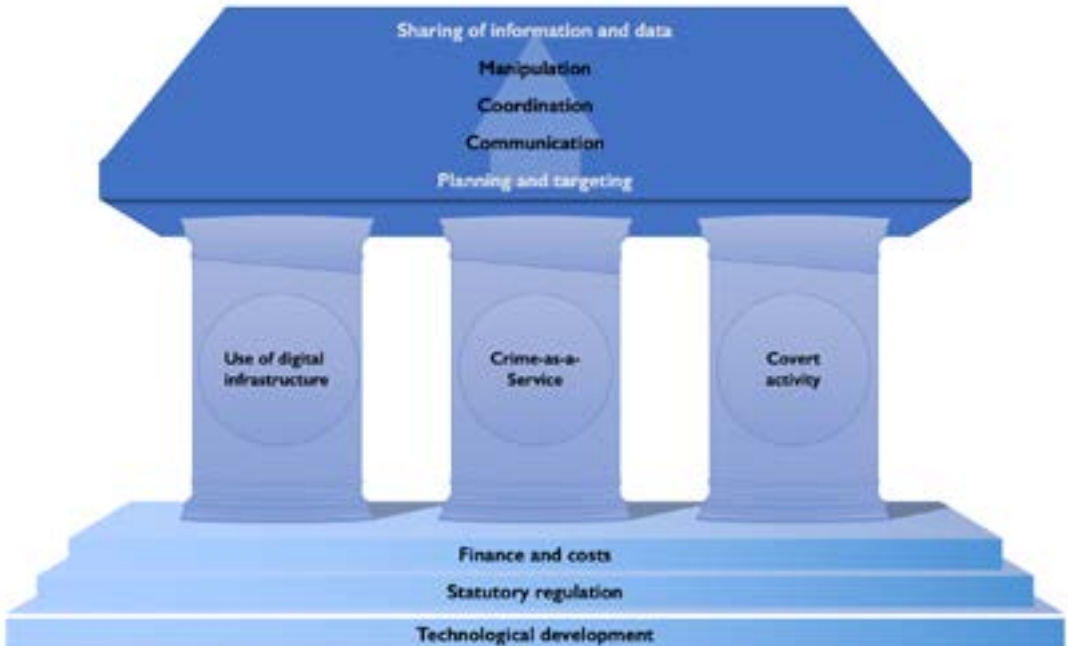 Sharing of information and data
Manipulation
Coordination
Communication
Planning and targeting
Use of digital
infrastructure
Crime-as-a-
Service
Covert
activity
Finance and costs
Statutory regulation
Technological development